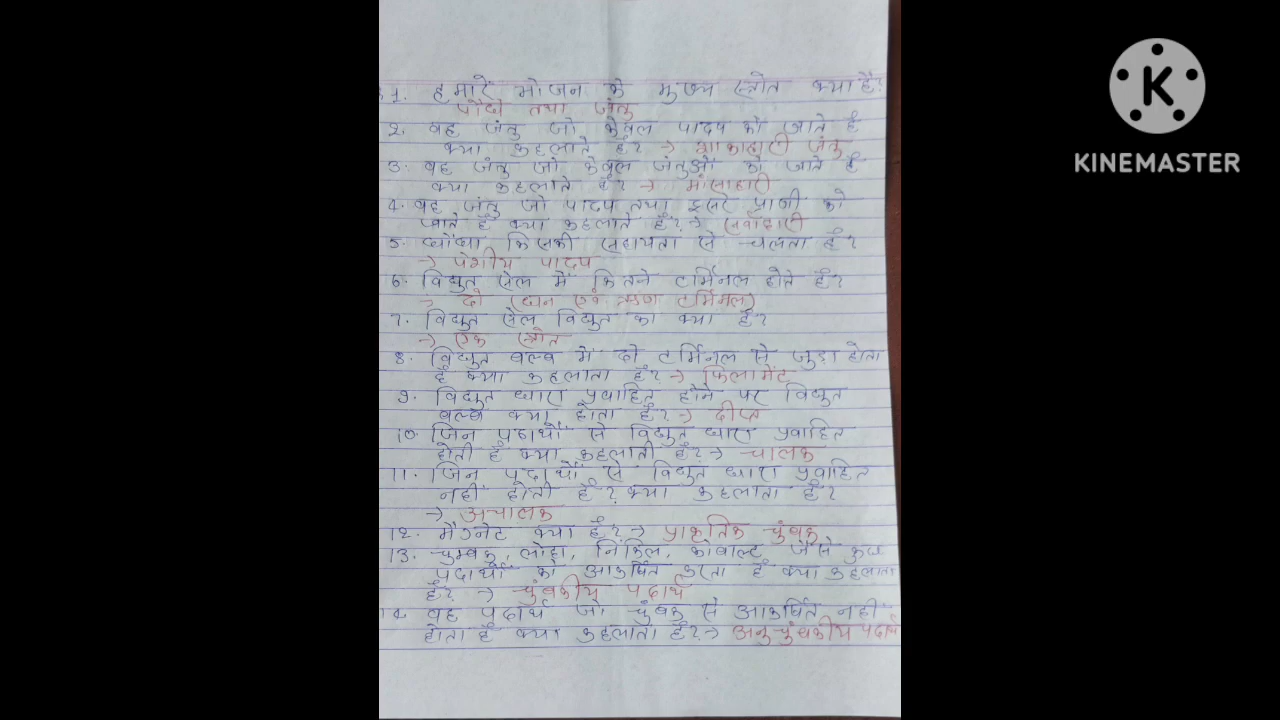 1. हमारे भोजन के मुख्य स्त्रोत क्या है?
पौदो तथा जंतु
2. वह जंतु जो केवल पादप को खाते है
क्या कहलाते है? → शाकाहारी जंतु
3. वह जंतु जो केवल जंतुओं को खाते है
क्या कहलाते है? → मांसाहारी
4. वह जंतु जो पादप तथा दूसरे प्राणी को
खाते है क्या कहलाते है? → सर्वाहारी
5. घोंघा किसकी सहायता से चलता है?
→ पेशीय पादप
6. विद्युत सेल में कितने टर्मिनल होते है?
→ दो (धन एवं ऋण टर्मिनल)
7. विद्युत सेल विद्युत का क्या है?
→ एक स्त्रोत
8. विद्युत बल्ब में दो टर्मिनल से जुड़ा होता
है क्या कहलाता है? → फिलामेंट
9. विद्युत धारा प्रवाहित होने पर विद्युत
बल्ब क्या होता है? → दीप्त
10. जिन पदार्थों से विद्युत धारा प्रवाहित
होती है क्या कहलाती है? → चालक
11. जिन पदार्थों से विद्युत धारा प्रवाहित
नहीं होती है? क्या कहलाता है?
→ अचालक
12. मैग्नेट क्या है? → प्राकृतिक चुंबक
13. चुम्बक, लोहा, निकिल, कोबाल्ट जैसे कुछ
पदार्थों को आकर्षित करता है क्या कहलाता
है? → चुंबकीय पदार्थ
14. वह पदार्थ जो चुंबक से आकर्षित नहीं
होता है क्या कहलाता है? → अनुचुंबकीय पदार्थ
K
KINEMASTER